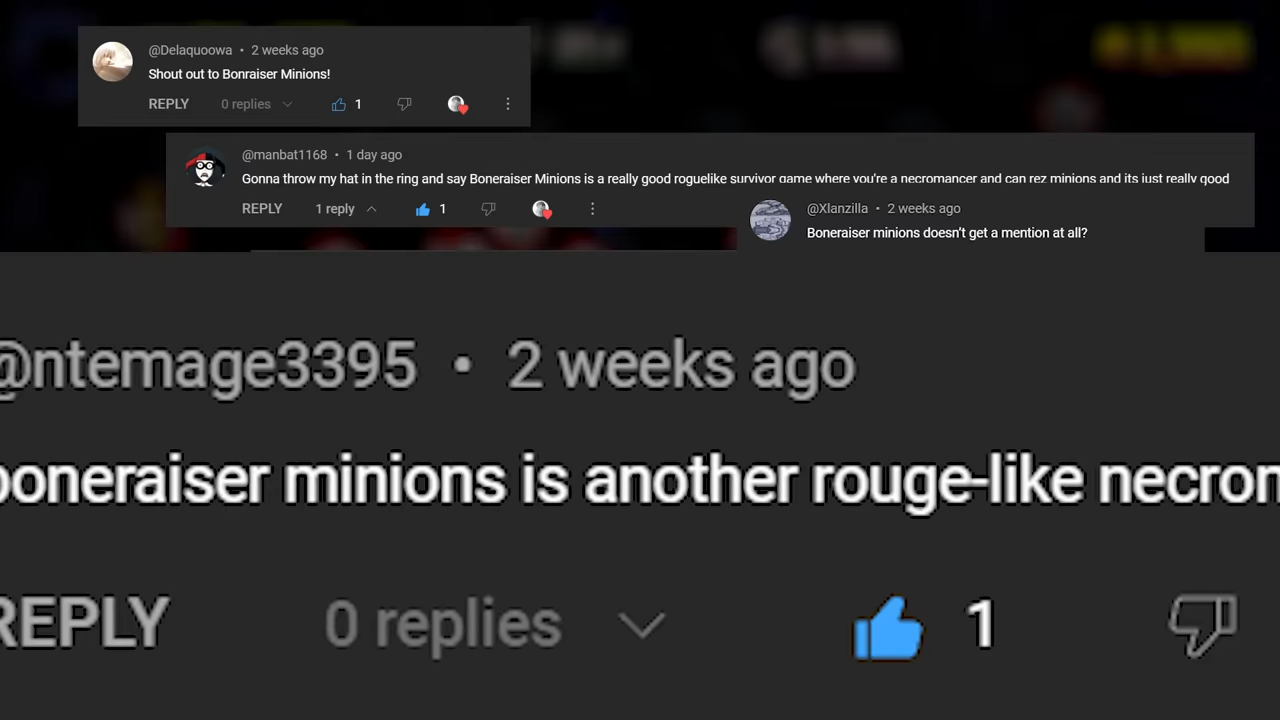 @Delaquoowa • 2 weeks ago
Shout out to Bonraiser Minions!
REPLY 0 replies 1
@manbat1168 • 1 day ago
Gonna throw my hat in the ring and say Boneraiser Minions is a really good roguelike survivor game where you're a necromancer and can rez minions and its just really good
REPLY 1 reply 1
@Xlanzilla • 2 weeks ago
Boneraiser minions doesn't get a mention at all?
@ntemage3395 • 2 weeks ago
boneraiser minions is another rouge-like necrom
REPLY 0 replies 1